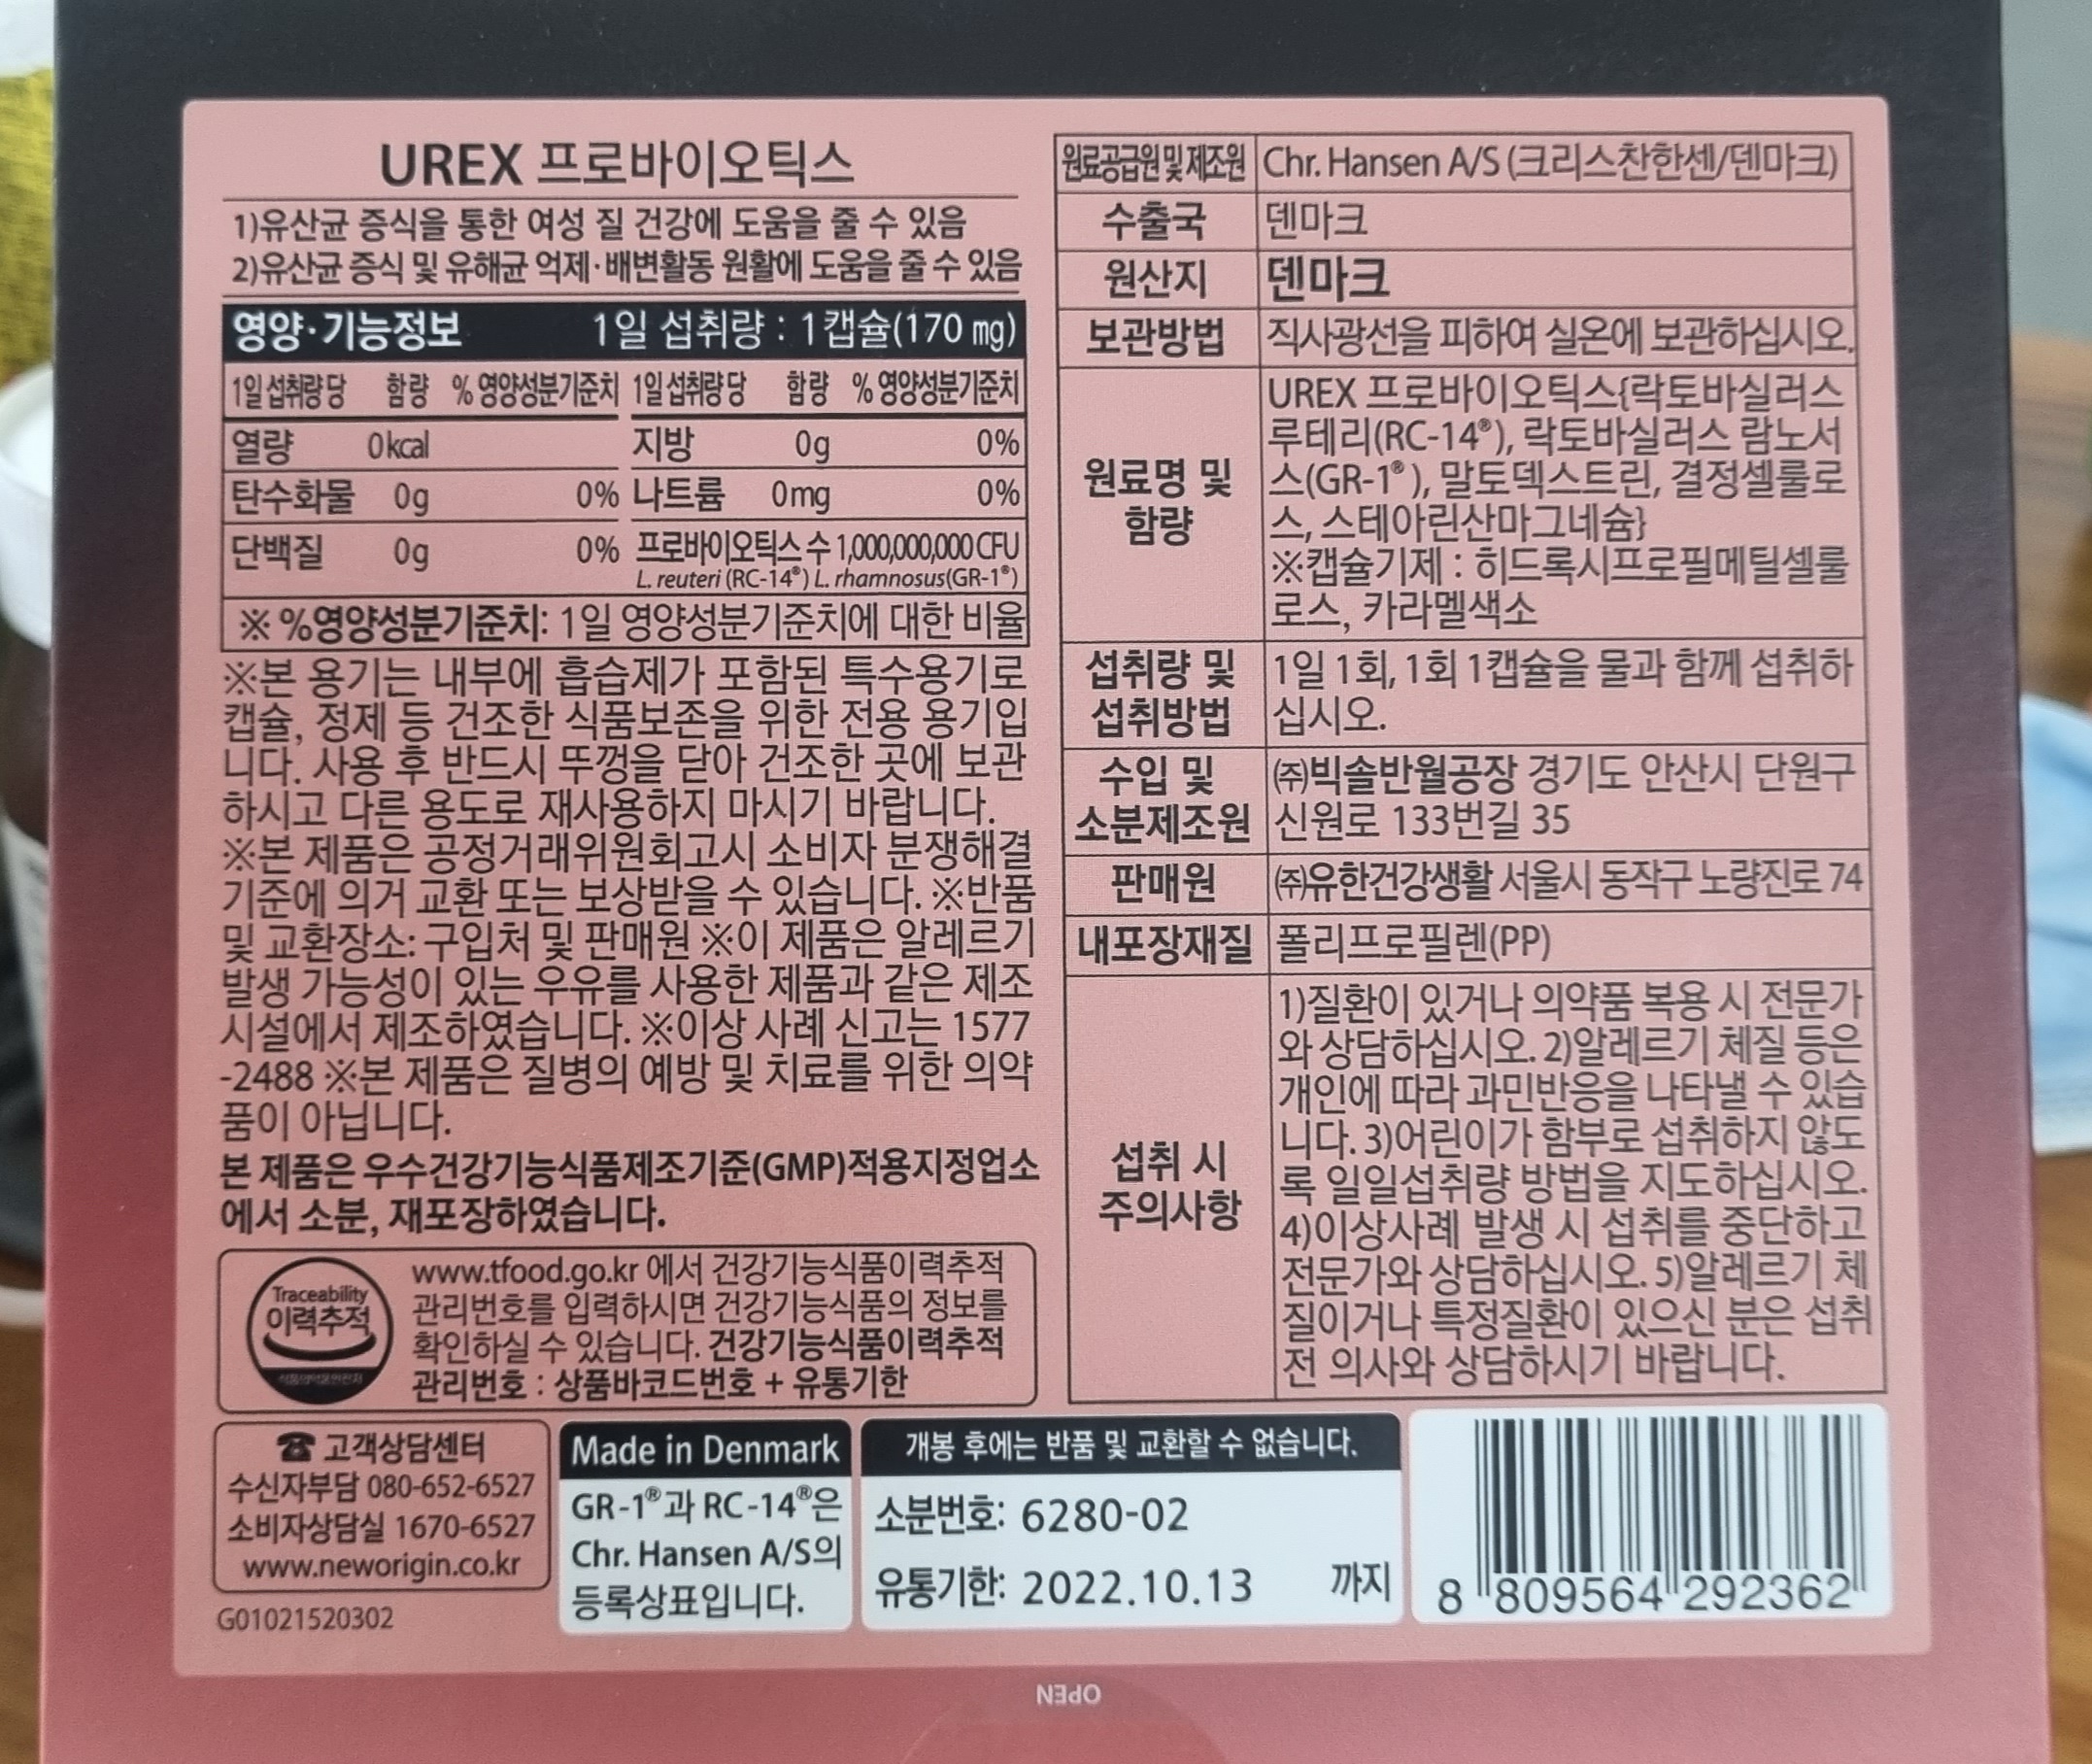 UREX 프로바이오틱스
1)유산균 증식을 통한 여성 질 건강에 도움을 줄 수 있음
2)유산균 증식 및 유해균 억제·배변활동 원활에 도움을 줄 수 있음
영양·기능정보 1일 섭취량 : 1캡슐(170 mg)
1일 섭취량당 함량 % 영양성분기준치 1일 섭취량당 함량 % 영양성분기준치
열량 0 kcal 지방 0g 0%
탄수화물 0g 0% 나트륨 0mg 0%
단백질 0g 0% 프로바이오틱스 수 1,000,000,000 CFU
L. reuteri (RC-14®) L. rhamnosus(GR-1®)
※ %영양성분기준치: 1일 영양성분기준치에 대한 비율
※본 용기는 내부에 흡습제가 포함된 특수용기로
캡슐, 정제 등 건조한 식품보존을 위한 전용 용기입
니다. 사용 후 반드시 뚜껑을 닫아 건조한 곳에 보관
하시고 다른 용도로 재사용하지 마시기 바랍니다.
※본 제품은 공정거래위원회고시 소비자 분쟁해결
기준에 의거 교환 또는 보상받을 수 있습니다. ※반품
및 교환장소: 구입처 및 판매원 ※이 제품은 알레르기
발생 가능성이 있는 우유를 사용한 제품과 같은 제조
시설에서 제조하였습니다. ※이상 사례 신고는 1577
-2488 ※본 제품은 질병의 예방 및 치료를 위한 의약
품이 아닙니다.
본 제품은 우수건강기능식품제조기준(GMP)적용지정업소
에서 소분, 재포장하였습니다.
Traceability
이력추적
식품의약품안전처
www.tfood.go.kr 에서 건강기능식품이력추적
관리번호를 입력하시면 건강기능식품의 정보를
확인하실 수 있습니다. 건강기능식품이력추적
관리번호 : 상품바코드번호 + 유통기한
원료공급원 및 제조원 Chr. Hansen A/S (크리스찬한센/덴마크)
수출국 덴마크
원산지 덴마크
보관방법 직사광선을 피하여 실온에 보관하십시오.
원료명 및
함량
UREX 프로바이오틱스{락토바실러스
루테리(RC-14®), 락토바실러스 람노서
스(GR-1®), 말토덱스트린, 결정셀룰로
스, 스테아린산마그네슘}
※캡슐기제 : 히드록시프로필메틸셀룰
로스, 카라멜색소
섭취량 및
섭취방법
1일 1회, 1회 1캡슐을 물과 함께 섭취하
십시오.
수입 및
소분제조원
㈜빅솔반월공장 경기도 안산시 단원구
신원로 133번길 35
판매원 ㈜유한건강생활 서울시 동작구 노량진로 74
내포장재질 폴리프로필렌(PP)
섭취 시
주의사항
1)질환이 있거나 의약품 복용 시 전문가
와 상담하십시오. 2)알레르기 체질 등은
개인에 따라 과민반응을 나타낼 수 있습
니다. 3)어린이가 함부로 섭취하지 않도
록 일일섭취량 방법을 지도하십시오.
4)이상사례 발생 시 섭취를 중단하고
전문가와 상담하십시오. 5)알레르기 체
질이거나 특정질환이 있으신 분은 섭취
전 의사와 상담하시기 바랍니다.
☎ 고객상담센터
수신자부담 080-652-6527
소비자상담실 1670-6527
www.neworigin.co.kr
G01021520302
Made in Denmark
GR-1®과 RC-14®은
Chr. Hansen A/S의
등록상표입니다.
개봉 후에는 반품 및 교환할 수 없습니다.
소분번호: 6280-02
유통기한: 2022.10.13 까지
8 809564 292362
OPEN